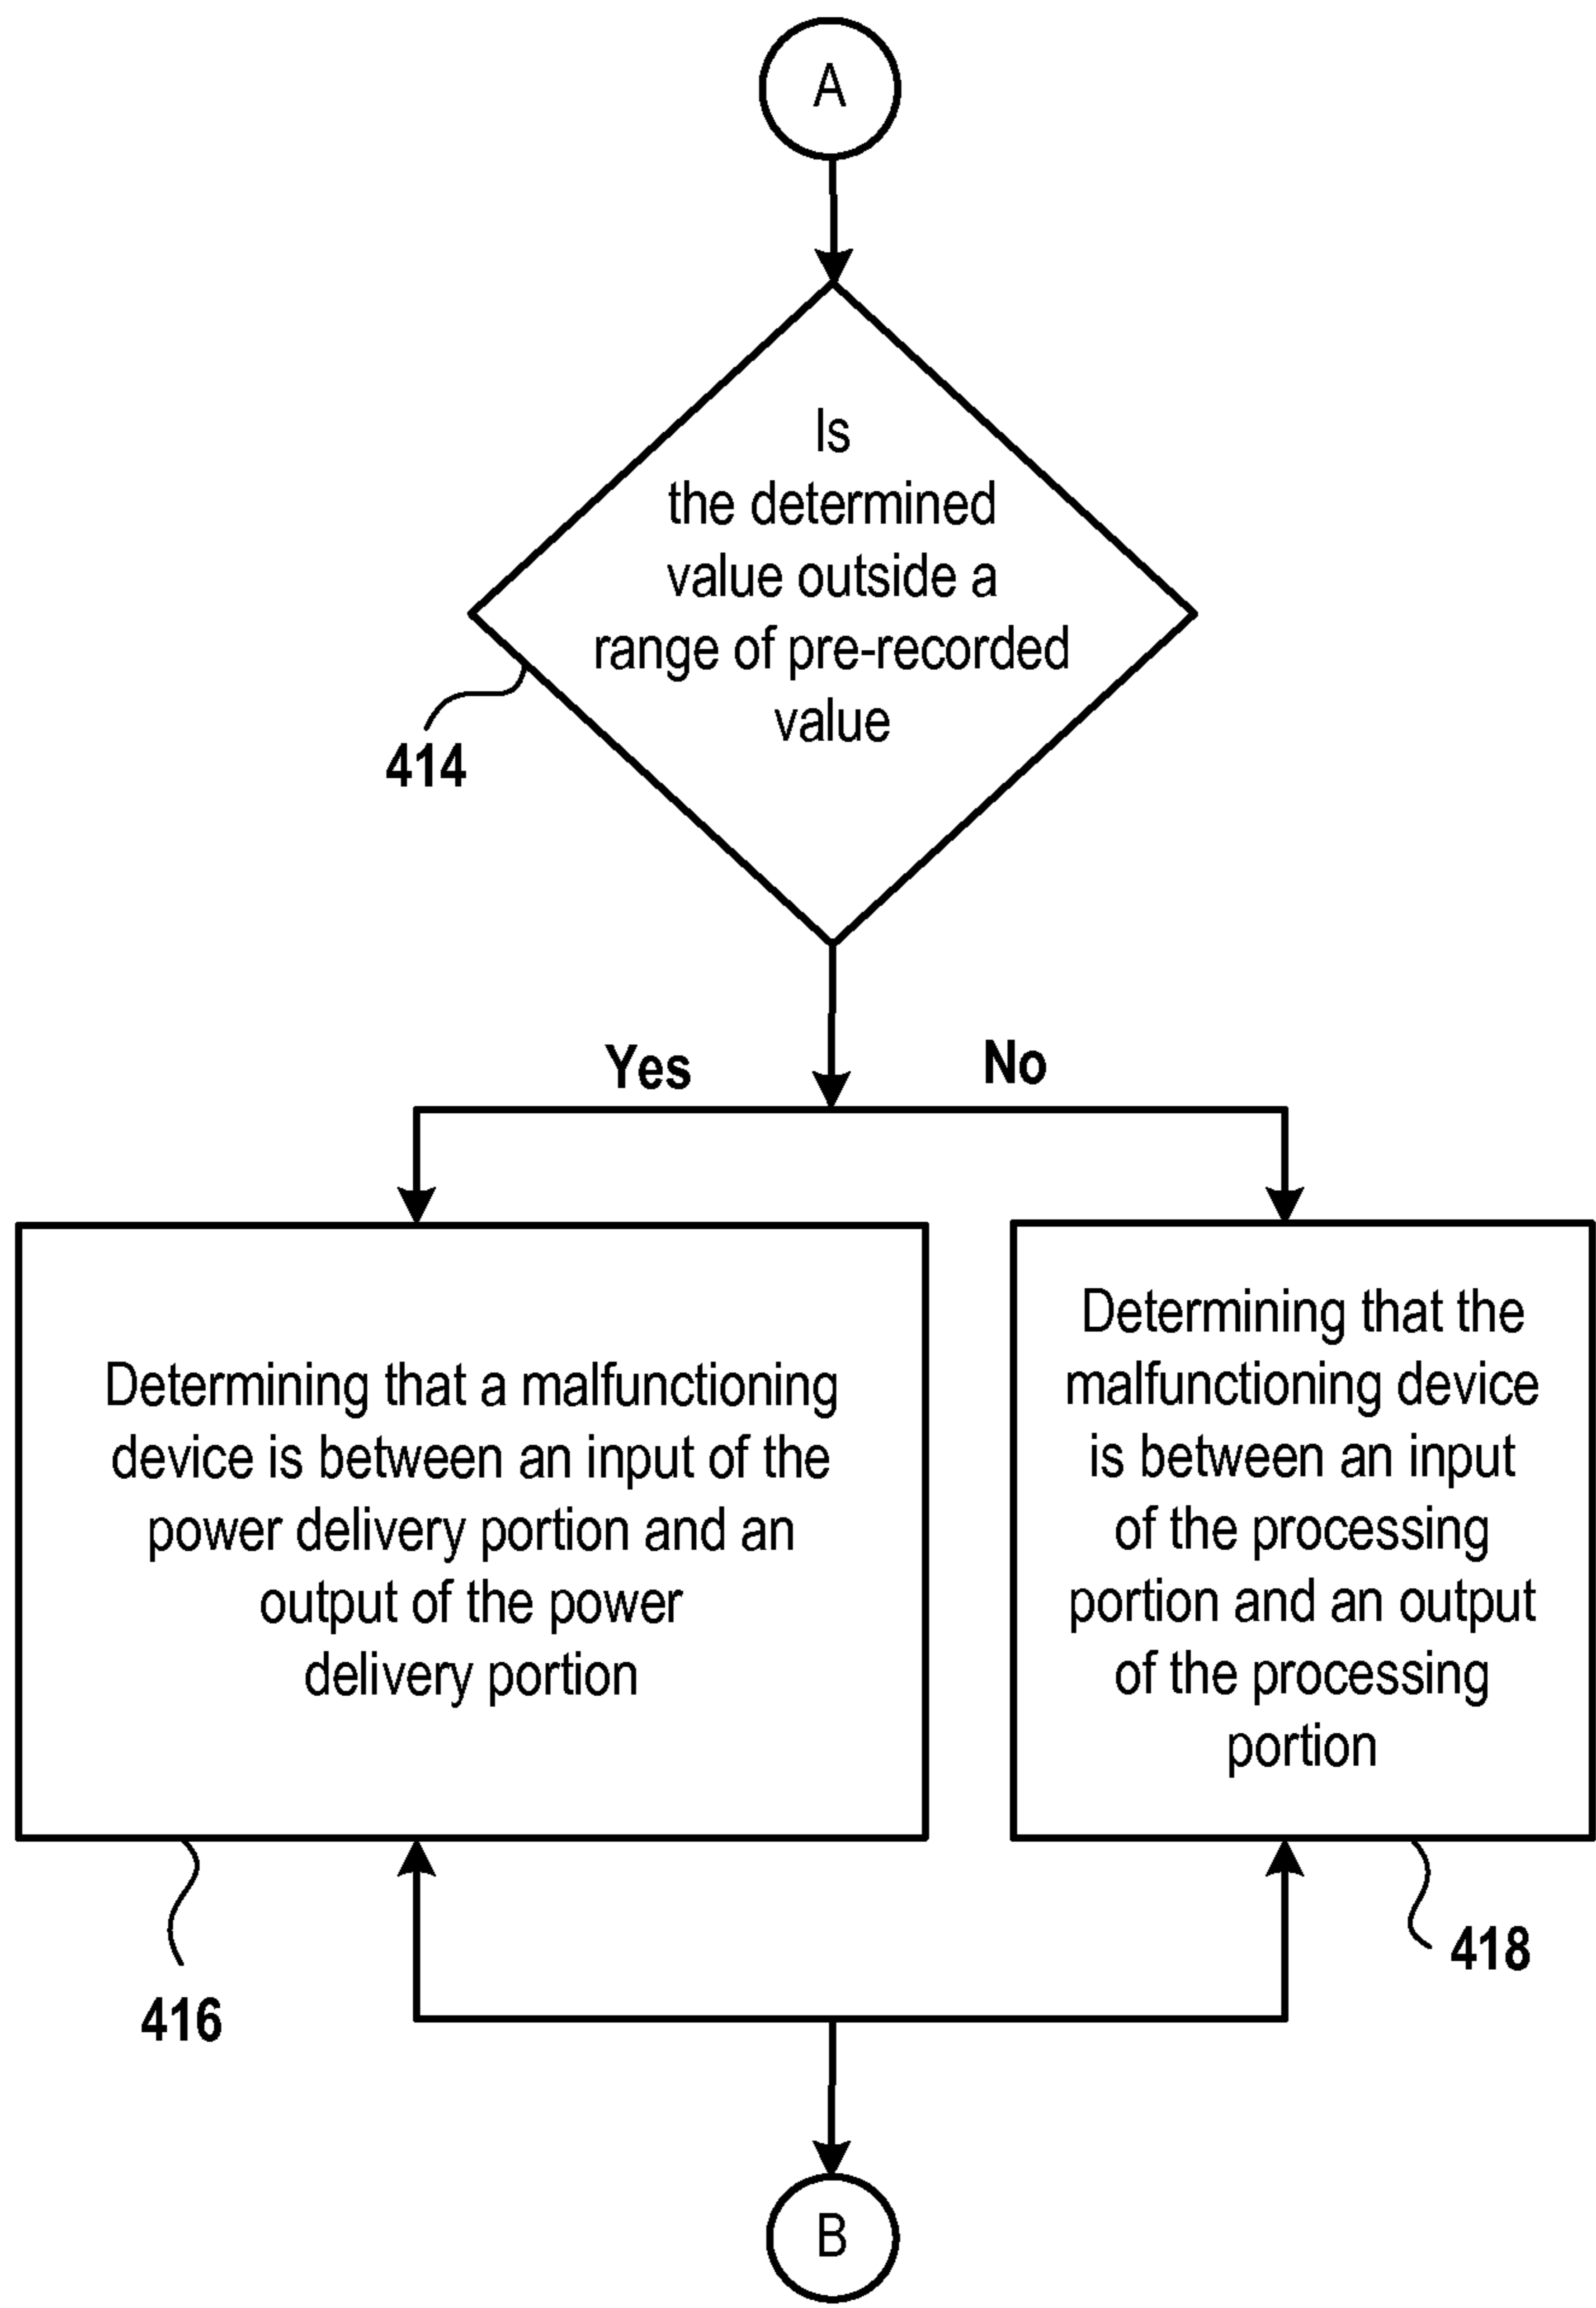 A
Is
the determined
value outside a
range of pre-recorded
value
414
Yes
No
Determining that a malfunctioning
device is between an input of the
power delivery portion and an
output of the power
delivery portion
416
Determining that the
malfunctioning device
is between an input
of the processing
portion and an output
of the processing
portion
418
B